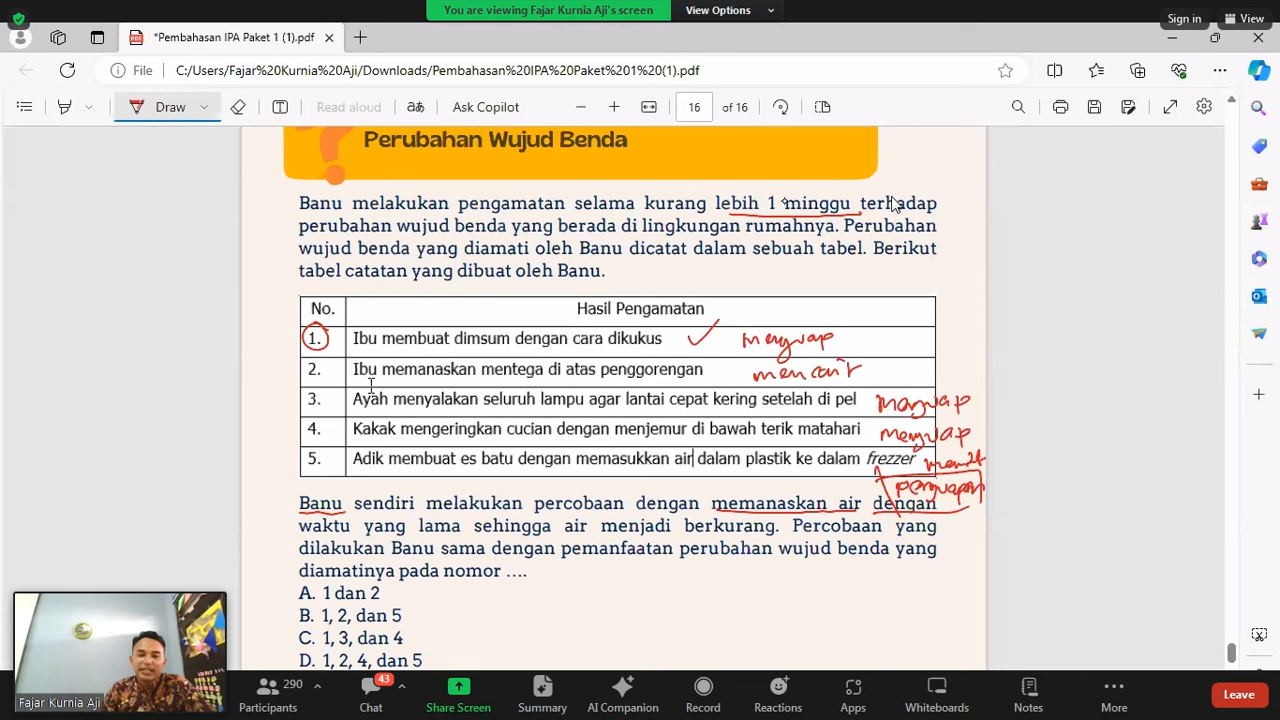 You are viewing Fajar Kurnia Aji's screen
View Options
Sign in
View
*Pembahasan IPA Paket 1 (1).pdf
File
C:/Users/Fajar%20Kurnia%20Aji/Downloads/Pembahasan%20IPA%20Paket%201%20(1).pdf
Draw
Read aloud
Ask Copilot
16 of 16
Perubahan Wujud Benda
Banu melakukan pengamatan selama kurang lebih 1 minggu terhadap
perubahan wujud benda yang berada di lingkungan rumahnya. Perubahan
wujud benda yang diamati oleh Banu dicatat dalam sebuah tabel. Berikut
tabel catatan yang dibuat oleh Banu.
No. Hasil Pengamatan
1. Ibu membuat dimsum dengan cara dikukus menguap
2. Ibu memanaskan mentega di atas penggorengan mencair
3. Ayah menyalakan seluruh lampu agar lantai cepat kering setelah di pel menguap
4. Kakak mengeringkan cucian dengan menjemur di bawah terik matahari menguap
5. Adik membuat es batu dengan memasukkan air dalam plastik ke dalam frezzer
penguapan
Banu sendiri melakukan percobaan dengan memanaskan air dengan
waktu yang lama sehingga air menjadi berkurang. Percobaan yang
dilakukan Banu sama dengan pemanfaatan perubahan wujud benda yang
diamatinya pada nomor ....
A. 1 dan 2
B. 1, 2, dan 5
C. 1, 3, dan 4
D. 1, 2, 4, dan 5
Fajar Kurnia Aji
290
Participants
43
Chat
Share Screen
Summary
AI Companion
Record
Reactions
Apps
Whiteboards
Notes
More
Leave